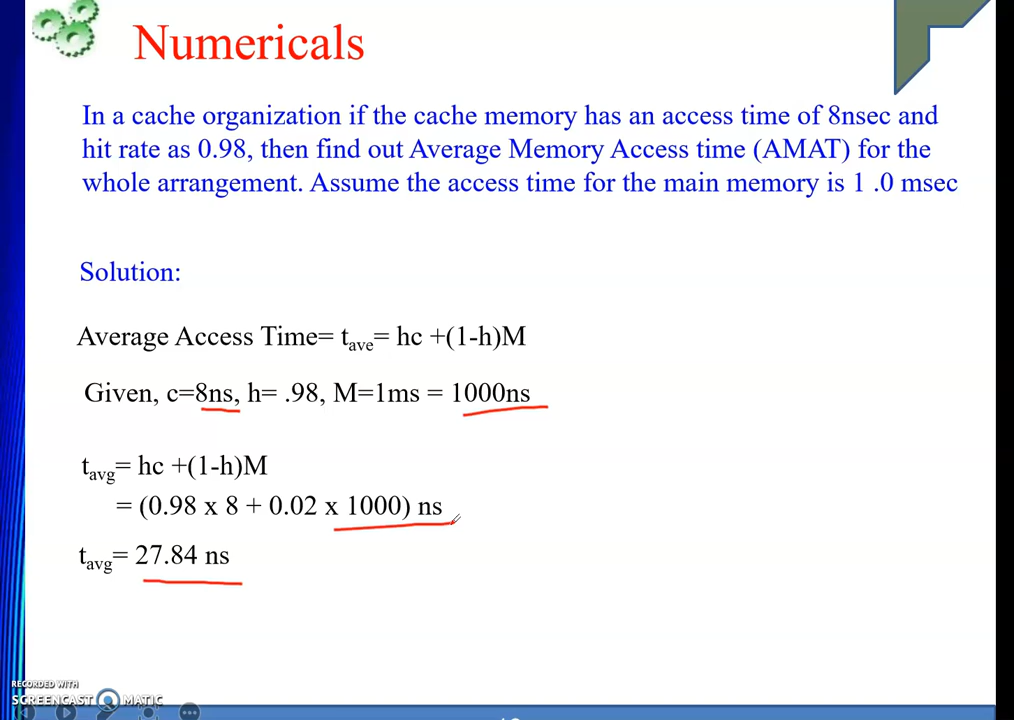 Numericals
In a cache organization if the cache memory has an access time of 8nsec and
hit rate as 0.98, then find out Average Memory Access time (AMAT) for the
whole arrangement. Assume the access time for the main memory is 1 .0 msec
Solution:
Average Access Time= tave= hc +(1-h)M
Given, c=8ns, h= .98, M=1ms = 1000ns
tavg= hc +(1-h)M
= (0.98 x 8 + 0.02 x 1000) ns
tavg= 27.84 ns
RECORDED WITH
SCREENCAST MATIC